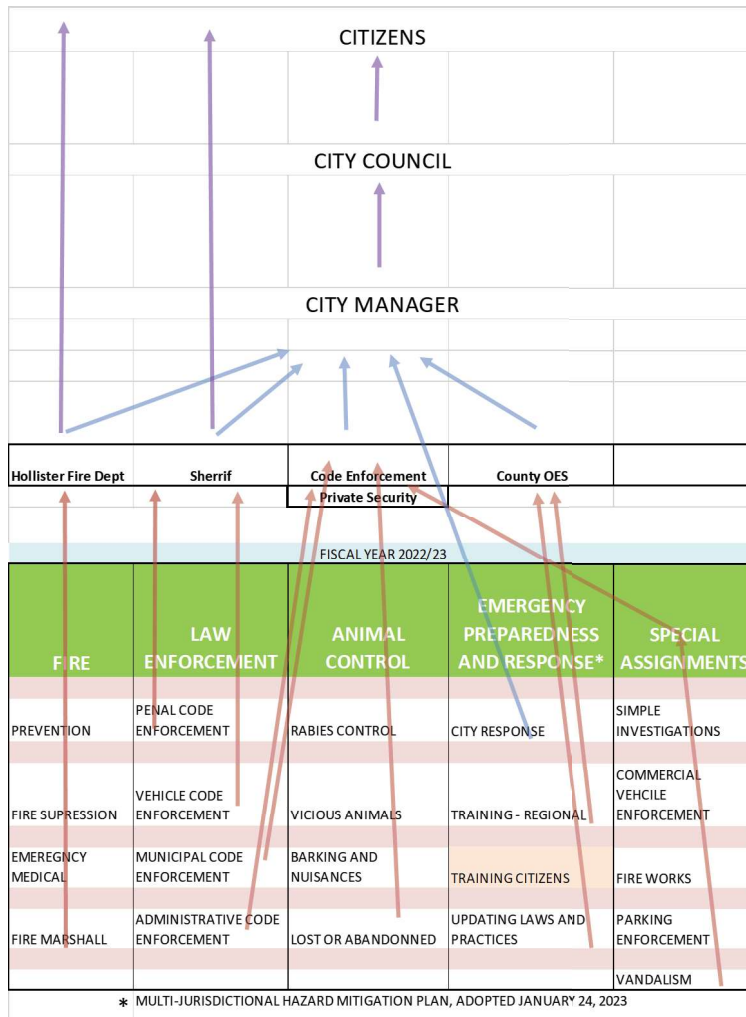 CITIZENS
CITY COUNCIL
CITY MANAGER
Hollister Fire Dept
Sherrif
Code Enforcement
County OES
Private Security
FISCAL YEAR 2022/23
FIRE
LAW
ENFORCEMENT
ANIMAL
CONTROL
EMERGENCY
PREPAREDNESS
AND RESPONSE*
SPECIAL
ASSIGNMENTS
PREVENTION
PENAL CODE
ENFORCEMENT
RABIES CONTROL
CITY RESPONSE
SIMPLE
INVESTIGATIONS
FIRE SUPRESSION
VEHICLE CODE
ENFORCEMENT
VICIOUS ANIMALS
TRAINING - REGIONAL
COMMERCIAL
VEHCILE
ENFORCEMENT
EMEREGNCY
MEDICAL
MUNICIPAL CODE
ENFORCEMENT
BARKING AND
NUISANCES
TRAINING CITIZENS
FIRE WORKS
FIRE MARSHALL
ADMINISTRATIVE CODE
ENFORCEMENT
LOST OR ABANDONNED
UPDATING LAWS AND
PRACTICES
PARKING
ENFORCEMENT
VANDALISM
* MULTI-JURISDICTIONAL HAZARD MITIGATION PLAN, ADOPTED JANUARY 24, 2023